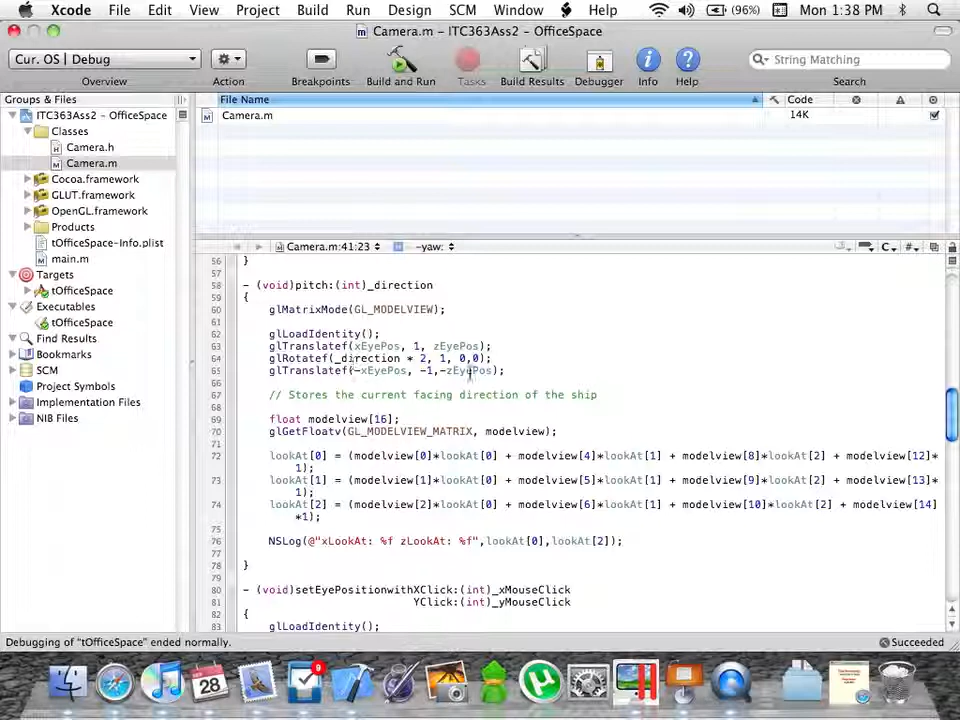 Xcode File Edit View Project Build Run Design SCM Window Help (96%) Mon 1:38 PM
Camera.m – ITC363Ass2 - OfficeSpace
Cur. OS | Debug
String Matching
Overview Action Breakpoints Build and Run Tasks Build Results Debugger Info Help Search
Groups & Files
File Name Code
ITC363Ass2 - OfficeSpace
Camera.m 14K
Classes
Camera.h
Camera.m
Cocoa.framework
GLUT.framework
OpenGL.framework
Products
tOfficeSpace-Info.plist
main.m
Targets
tOfficeSpace
Executables
tOfficeSpace
Find Results
Bookmarks
SCM
Project Symbols
Implementation Files
NIB Files
Camera.m:41:23 -yaw: C #
56 }
57
58 - (void)pitch:(int)_direction
59 {
60 glMatrixMode(GL_MODELVIEW);
61
62 glLoadIdentity();
63 glTranslatef(xEyePos, 1, zEyePos);
64 glRotatef(_direction * 2, 1, 0,0);
65 glTranslatef(-xEyePos, -1,-zEyePos);
66
67 // Stores the current facing direction of the ship
68
69 float modelview[16];
70 glGetFloatv(GL_MODELVIEW_MATRIX, modelview);
71
72 lookAt[0] = (modelview[0]*lookAt[0] + modelview[4]*lookAt[1] + modelview[8]*lookAt[2] + modelview[12]*
1);
73 lookAt[1] = (modelview[1]*lookAt[0] + modelview[5]*lookAt[1] + modelview[9]*lookAt[2] + modelview[13]*
1);
74 lookAt[2] = (modelview[2]*lookAt[0] + modelview[6]*lookAt[1] + modelview[10]*lookAt[2] + modelview[14]
*1);
75
76 NSLog(@"xLookAt: %f zLookAt: %f",lookAt[0],lookAt[2]);
77
78 }
79
80 - (void)setEyePositionwithXClick:(int)_xMouseClick
81 YClick:(int)_yMouseClick
82 {
83 glLoadIdentity();
Debugging of "tOfficeSpace" ended normally.
Succeeded
9
28